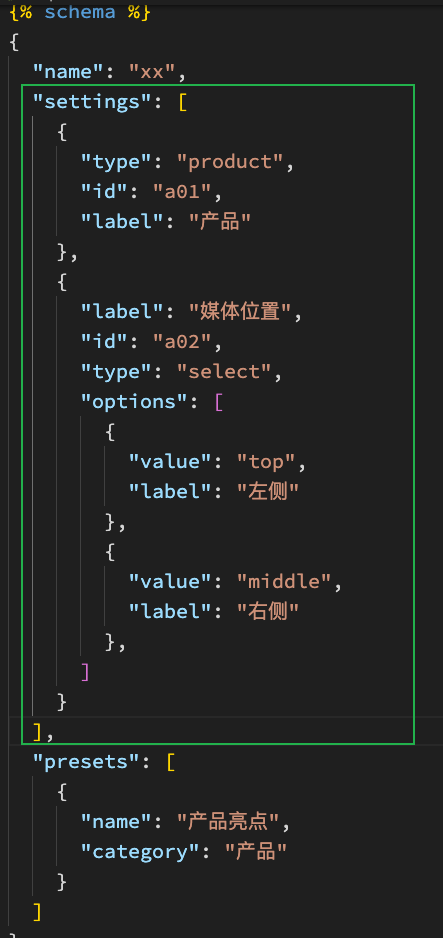 {% schema %}
{
"name": "xx",
"settings": [
{
"type": "product",
"id": "a01",
"label": "产品"
},
{
"label": "媒体位置",
"id": "a02",
"type": "select",
"options": [
{
"value": "top",
"label": "左侧"
},
{
"value": "middle",
"label": "右侧"
},
]
}
],
"presets": [
{
"name": "产品亮点",
"category": "产品"
}
]